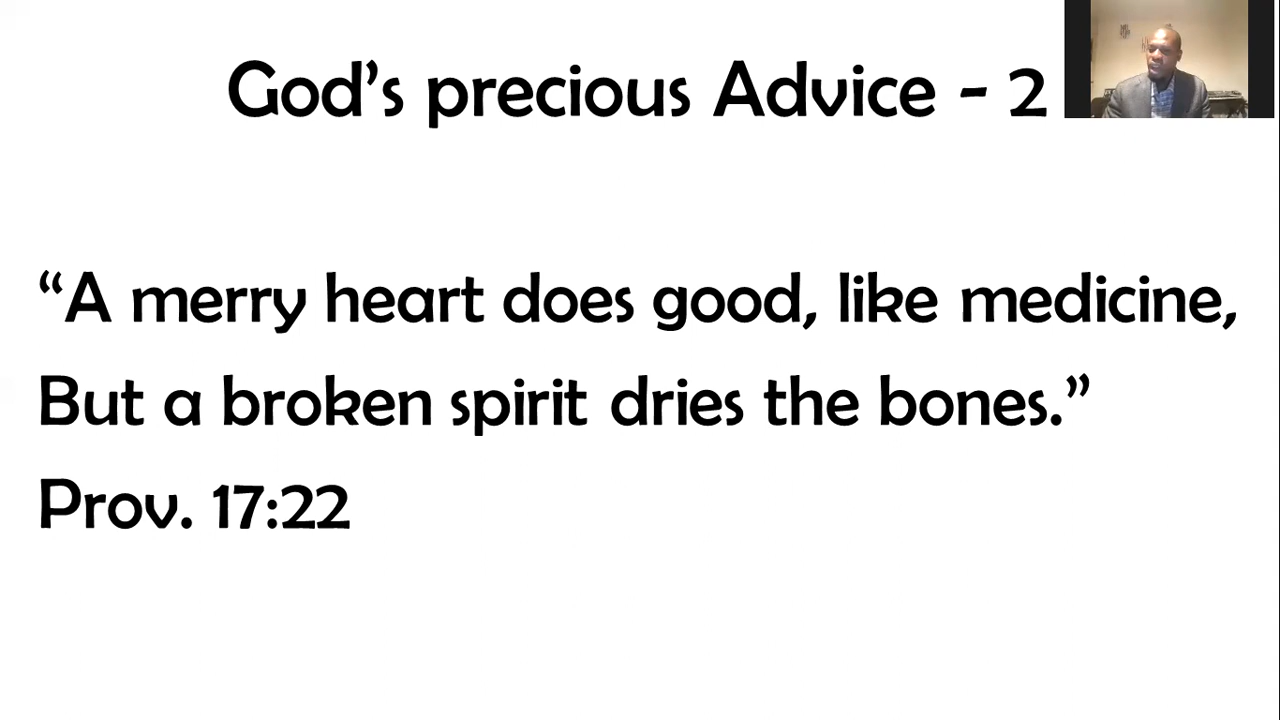 God’s precious Advice - 2
“A merry heart does good, like medicine,
But a broken spirit dries the bones.”
Prov. 17:22